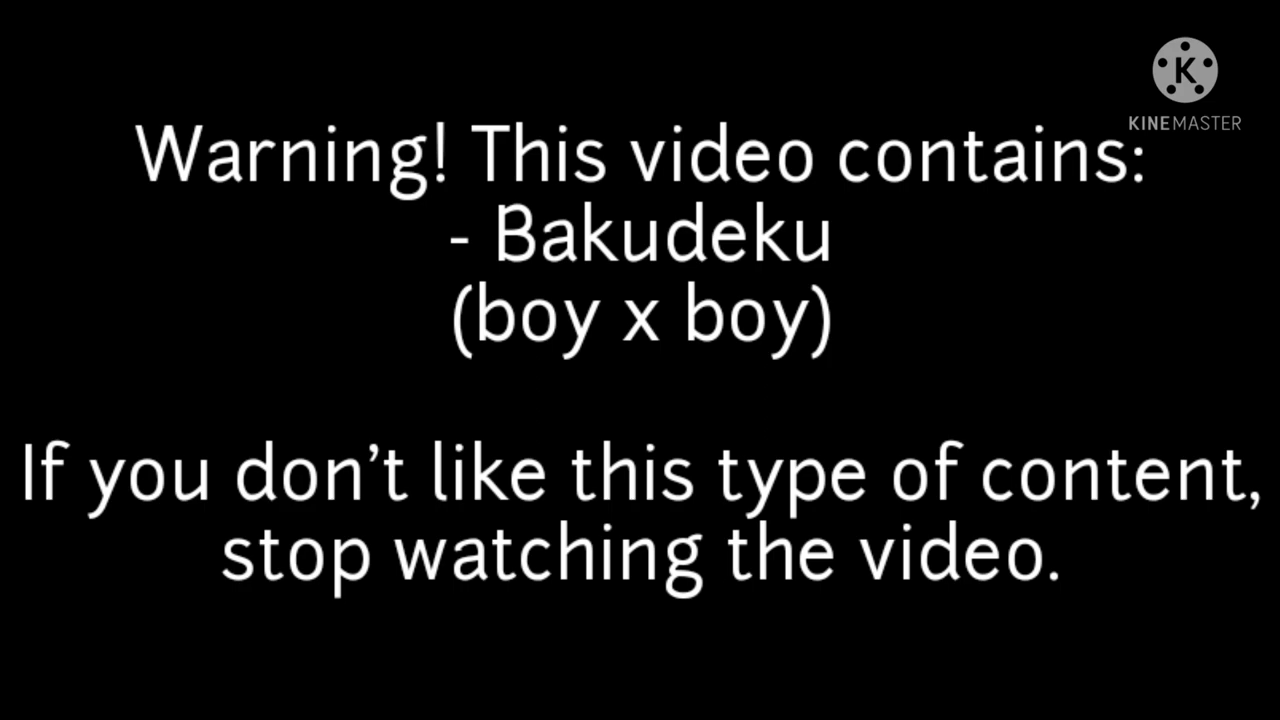 K
KINEMASTER
Warning! This video contains:
- Bakudeku
(boy x boy)
If you don't like this type of content,
stop watching the video.